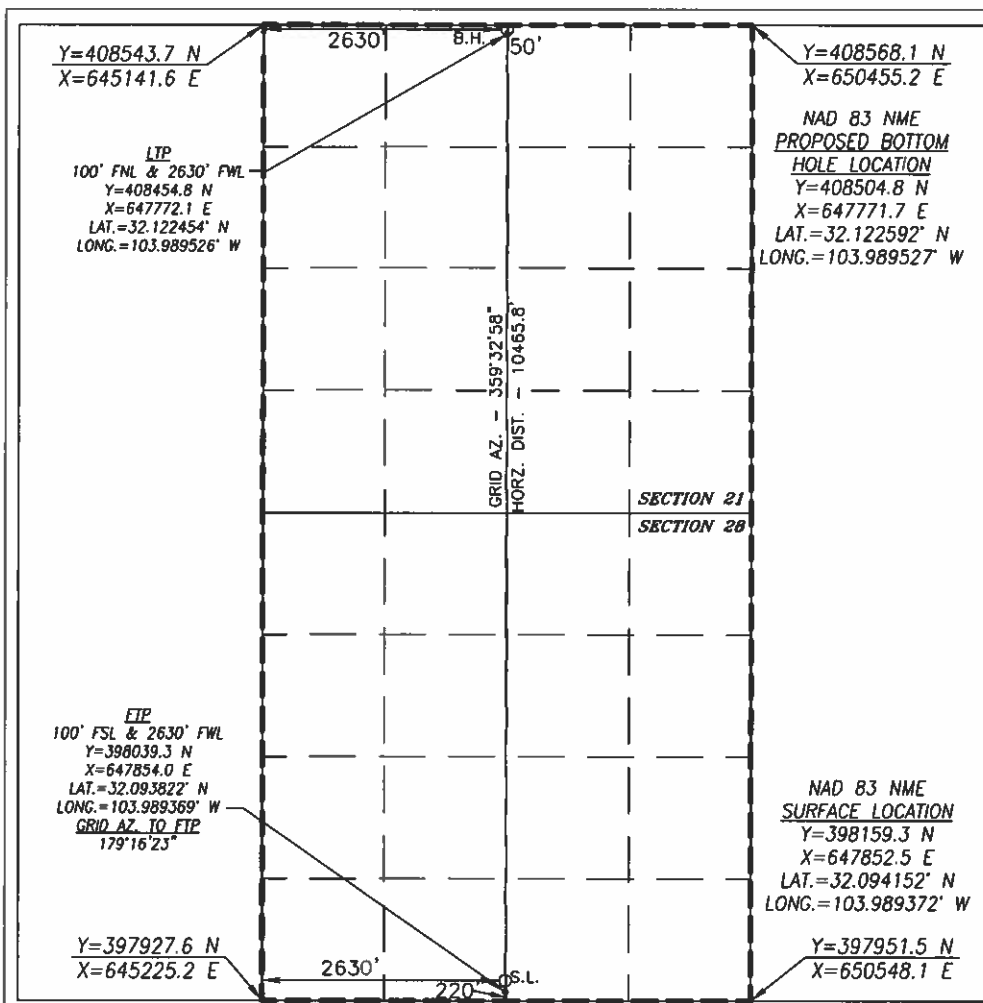 Y=408543.7 N
X=645141.6 E
2630'
B.H.
50'
Y=408568.1 N
X=650455.2 E
LTP
100' FNL & 2630' FWL
Y=408454.8 N
X=647772.1 E
LAT.=32.122454° N
LONG.=103.989526° W
NAD 83 NME
PROPOSED BOTTOM
HOLE LOCATION
Y=408504.8 N
X=647771.7 E
LAT.=32.122592° N
LONG.=103.989527° W
GRID AZ. - 359°32'58"
HORZ. DIST. - 10465.8'
SECTION 21
SECTION 28
FTP
100' FSL & 2630' FWL
Y=398039.3 N
X=647854.0 E
LAT.=32.093822° N
LONG.=103.989369° W
GRID AZ. TO FTP
179°16'23"
NAD 83 NME
SURFACE LOCATION
Y=398159.3 N
X=647852.5 E
LAT.=32.094152° N
LONG.=103.989372° W
Y=397927.6 N
X=645225.2 E
2630'
S.L.
220'
Y=397951.5 N
X=650548.1 E